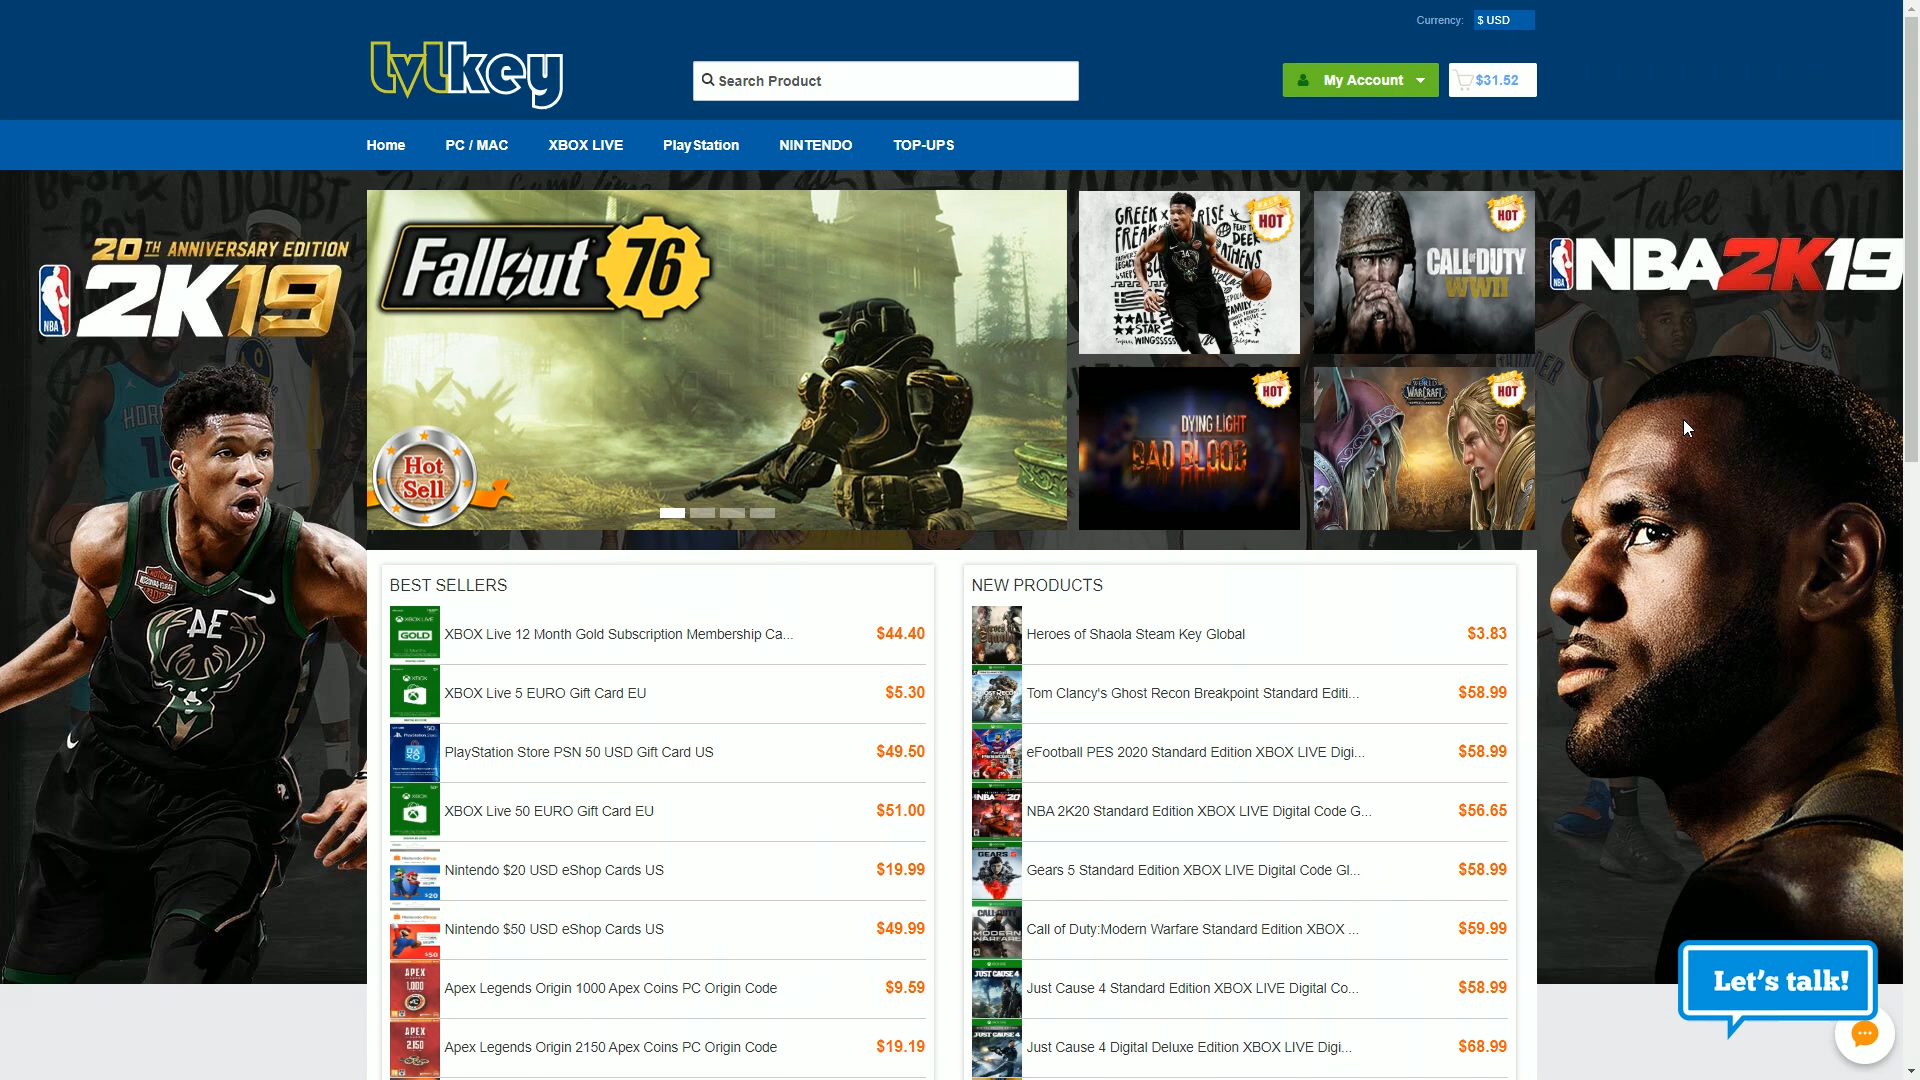 Currency: $ USD
lvlkey
Search Product
My Account
$31.52
Home
PC / MAC
XBOX LIVE
PlayStation
NINTENDO
TOP-UPS
20TH ANNIVERSARY EDITION
NBA 2K19
Fallout 76
Hot
Sell
GREEK
FREAK
RISE
HOT
CALL OF DUTY
WWII
HOT
DYING LIGHT
BAD BLOOD
HOT
WORLD
WARCRAFT
HOT
NBA 2K19
BEST SELLERS
XBOX Live 12 Month Gold Subscription Membership Ca... $44.40
XBOX Live 5 EURO Gift Card EU $5.30
PlayStation Store PSN 50 USD Gift Card US $49.50
XBOX Live 50 EURO Gift Card EU $51.00
Nintendo $20 USD eShop Cards US $19.99
Nintendo $50 USD eShop Cards US $49.99
Apex Legends Origin 1000 Apex Coins PC Origin Code $9.59
Apex Legends Origin 2150 Apex Coins PC Origin Code $19.19
NEW PRODUCTS
Heroes of Shaola Steam Key Global $3.83
Tom Clancy's Ghost Recon Breakpoint Standard Editi... $58.99
eFootball PES 2020 Standard Edition XBOX LIVE Digi... $58.99
NBA 2K20 Standard Edition XBOX LIVE Digital Code G... $56.65
Gears 5 Standard Edition XBOX LIVE Digital Code Gl... $58.99
Call of Duty:Modern Warfare Standard Edition XBOX ... $59.99
Just Cause 4 Standard Edition XBOX LIVE Digital Co... $58.99
Just Cause 4 Digital Deluxe Edition XBOX LIVE Digi... $68.99
Let's talk!